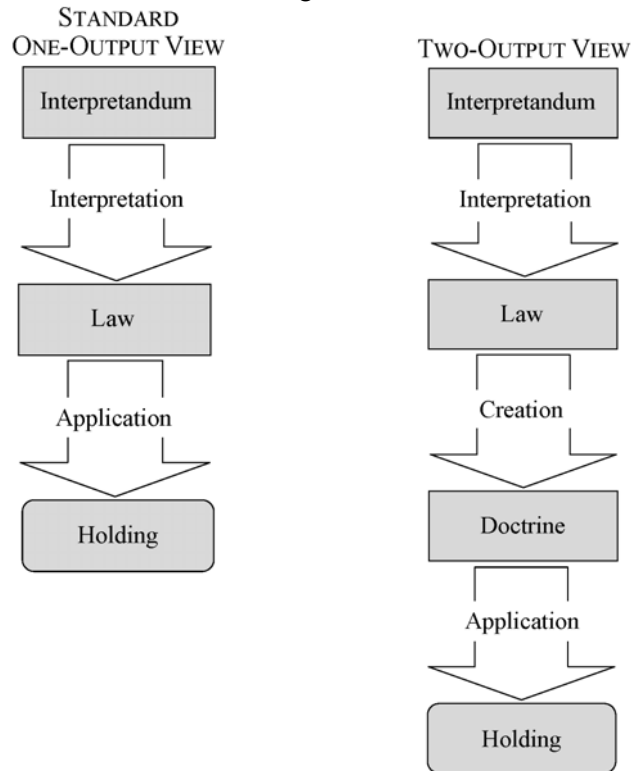 STANDARD
ONE-OUTPUT VIEW
Interpretandum
Interpretation
Law
Application
Holding
TWO-OUTPUT VIEW
Interpretandum
Interpretation
Law
Creation
Doctrine
Application
Holding